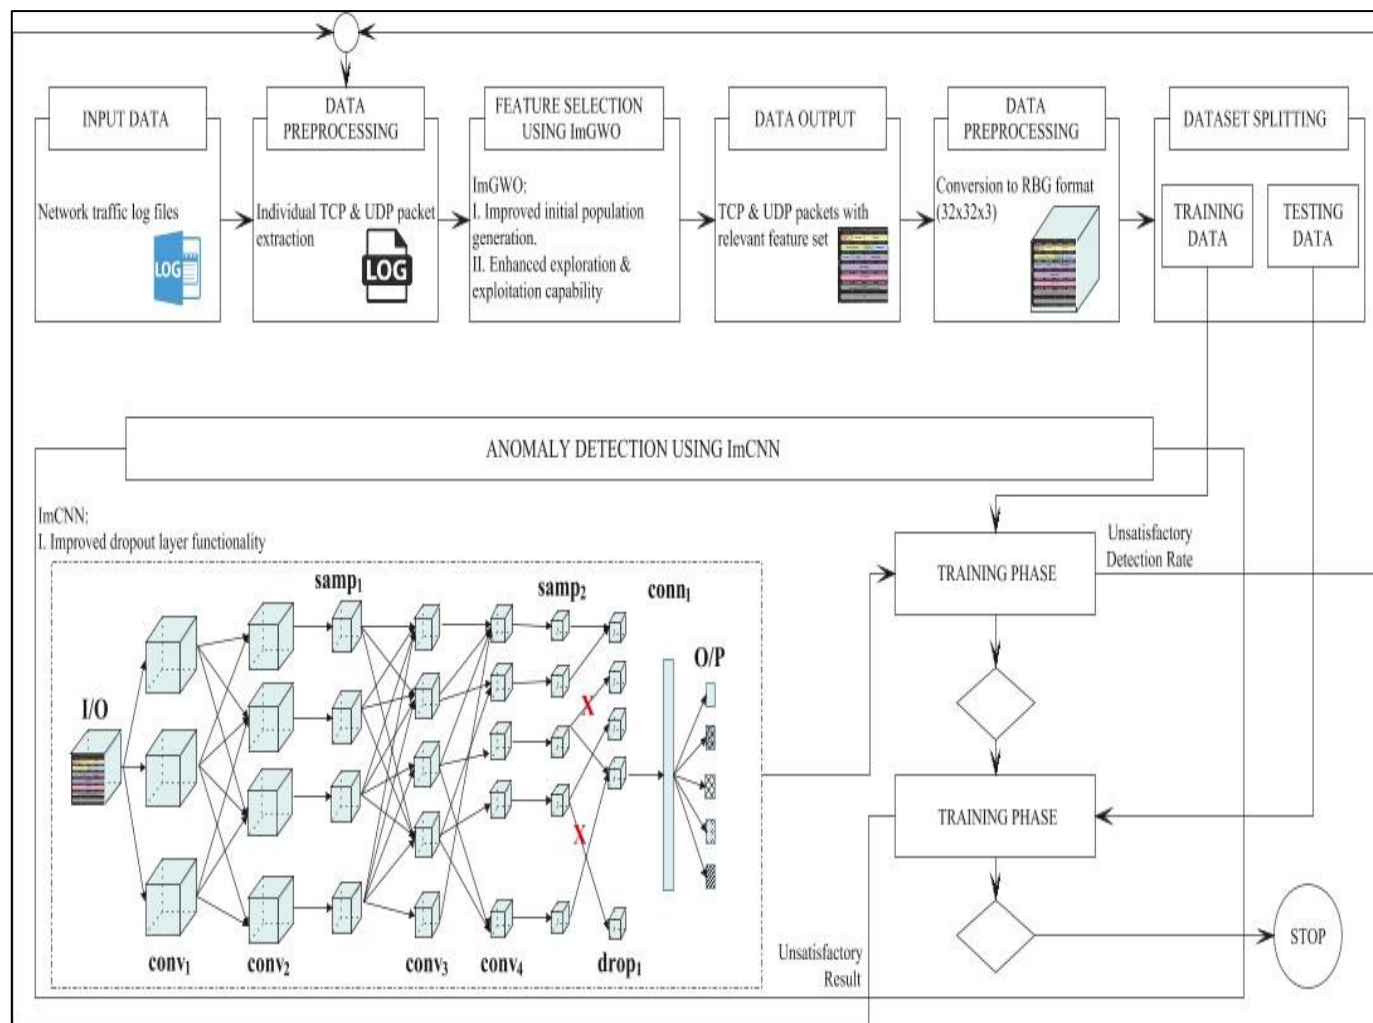 INPUT DATA
Network traffic log files
LOG
DATA
PREPROCESSING
Individual TCP & UDP packet
extraction
LOG
FEATURE SELECTION
USING ImGWO
ImGWO:
I. Improved initial population
generation.
II. Enhanced exploration &
exploitation capability
DATA OUTPUT
TCP & UDP packets with
relevant feature set
DATA
PREPROCESSING
Conversion to RBG format
(32x32x3)
DATASET SPLITTING
TRAINING
DATA
TESTING
DATA
ANOMALY DETECTION USING ImCNN
ImCNN:
I. Improved dropout layer functionality
I/O
conv₁
conv₂
samp₁
conv₃
conv₄
samp₂
X
X
drop₁
conn₁
O/P
TRAINING PHASE
Unsatisfactory
Detection Rate
TRAINING PHASE
Unsatisfactory
Result
STOP